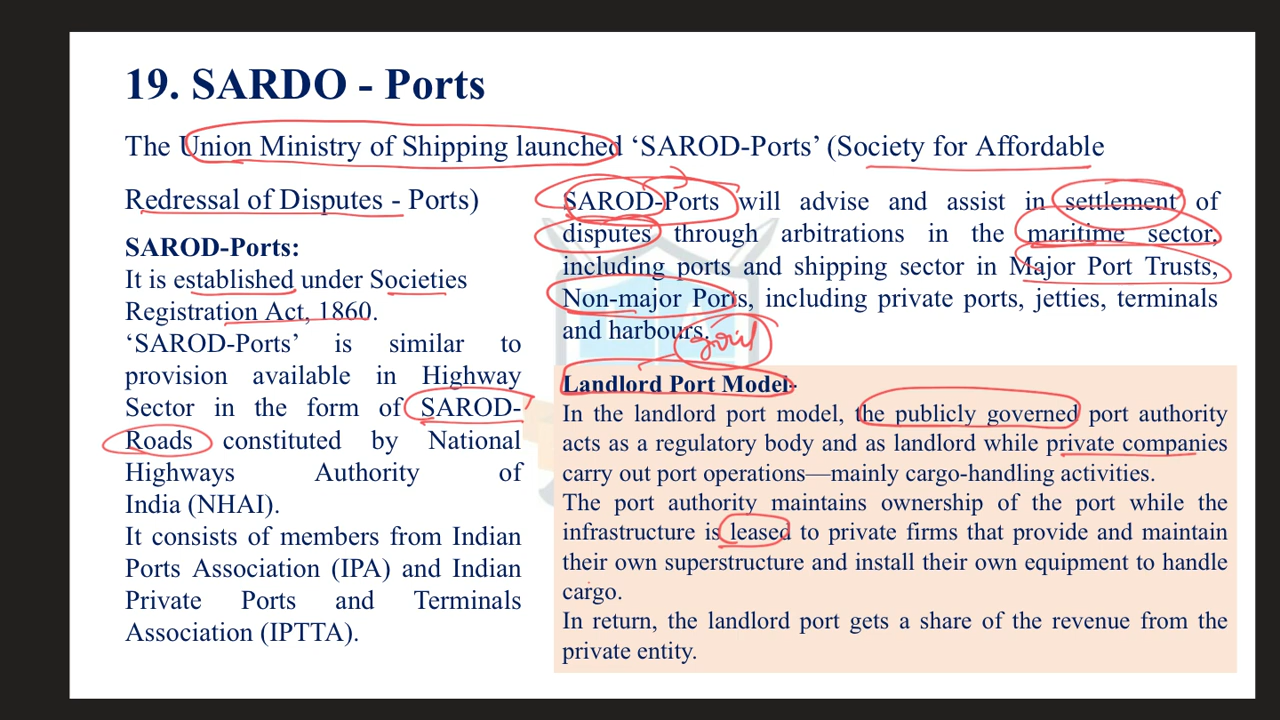 19. SARDO - Ports
The Union Ministry of Shipping launched ‘SAROD-Ports’ (Society for Affordable
Redressal of Disputes - Ports)
SAROD-Ports:
It is established under Societies
Registration Act, 1860.
‘SAROD-Ports’ is similar to
provision available in Highway
Sector in the form of SAROD-
Roads constituted by National
Highways Authority of
India (NHAI).
It consists of members from Indian
Ports Association (IPA) and Indian
Private Ports and Terminals
Association (IPTTA).
SAROD-Ports will advise and assist in settlement of
disputes through arbitrations in the maritime sector,
including ports and shipping sector in Major Port Trusts,
Non-major Ports, including private ports, jetties, terminals
and harbours.
Landlord Port Model-
In the landlord port model, the publicly governed port authority
acts as a regulatory body and as landlord while private companies
carry out port operations—mainly cargo-handling activities.
The port authority maintains ownership of the port while the
infrastructure is leased to private firms that provide and maintain
their own superstructure and install their own equipment to handle
cargo.
In return, the landlord port gets a share of the revenue from the
private entity.